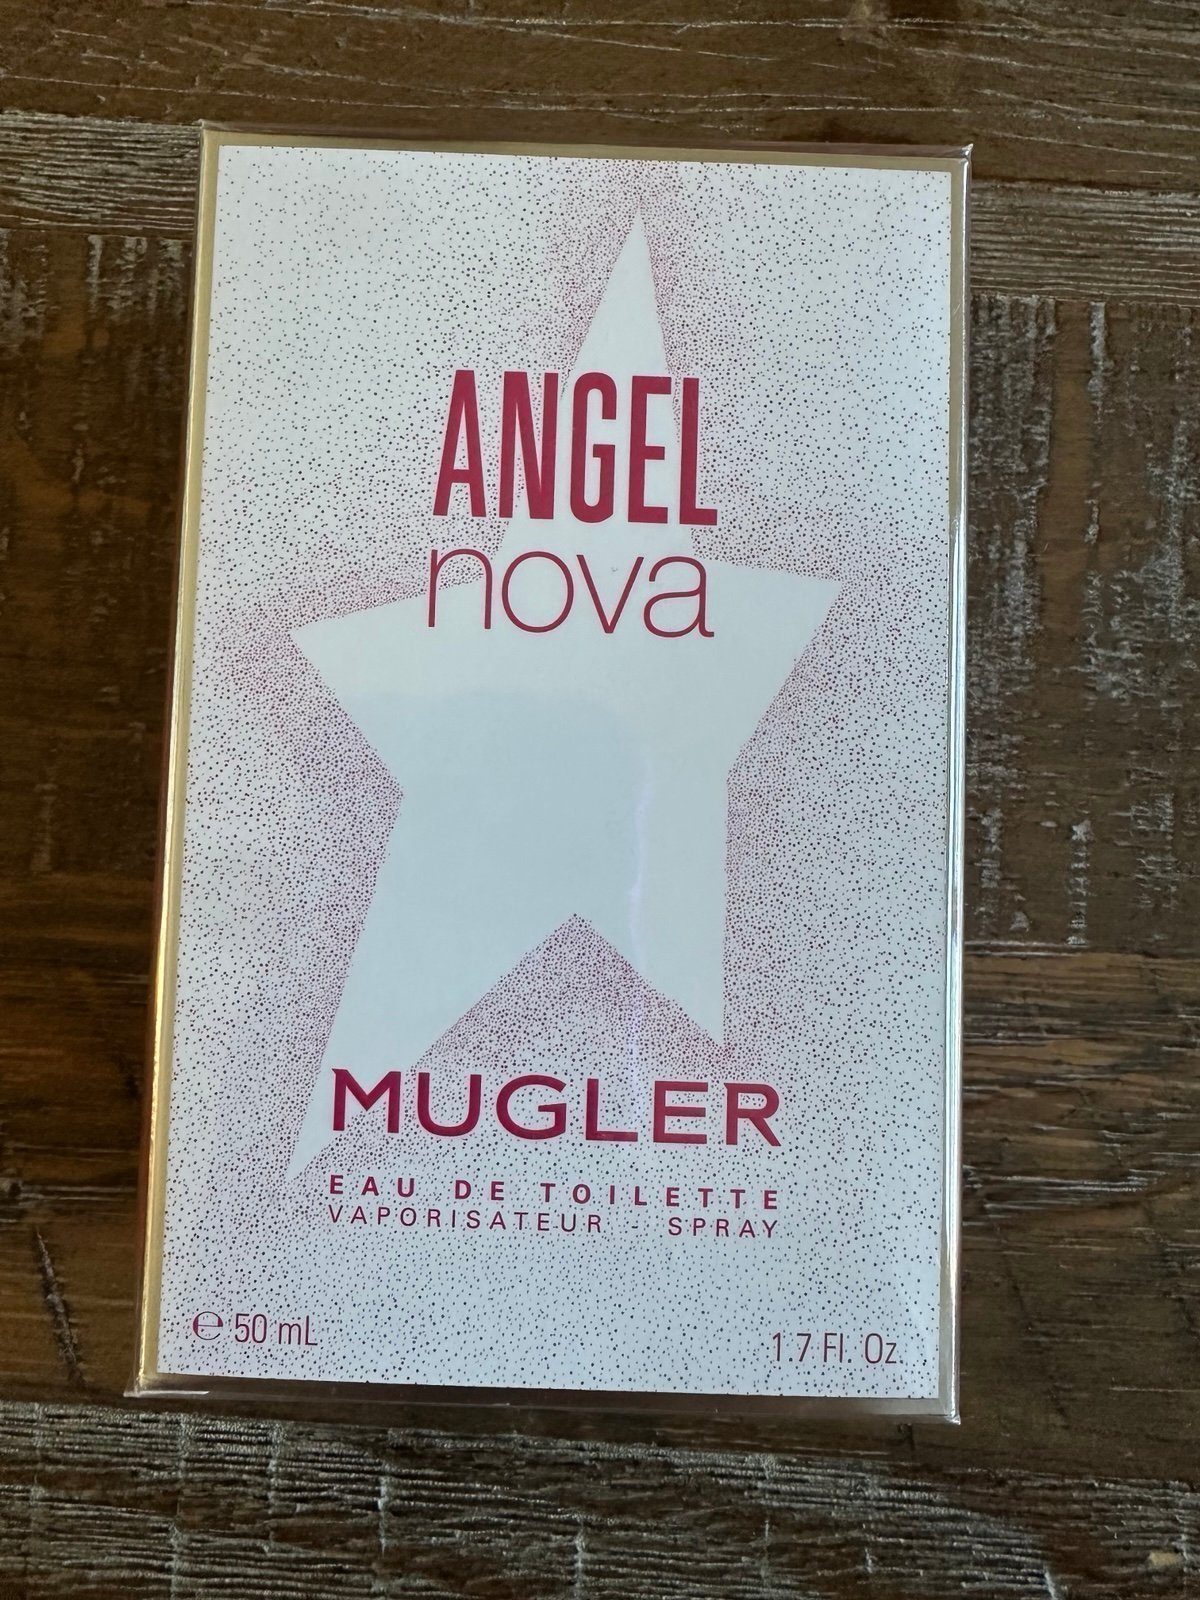 ANGEL
nova
MUGLER
EAU DE TOILETTE
VAPORISATEUR - SPRAY
℮ 50 mL
1.7 Fl. Oz.